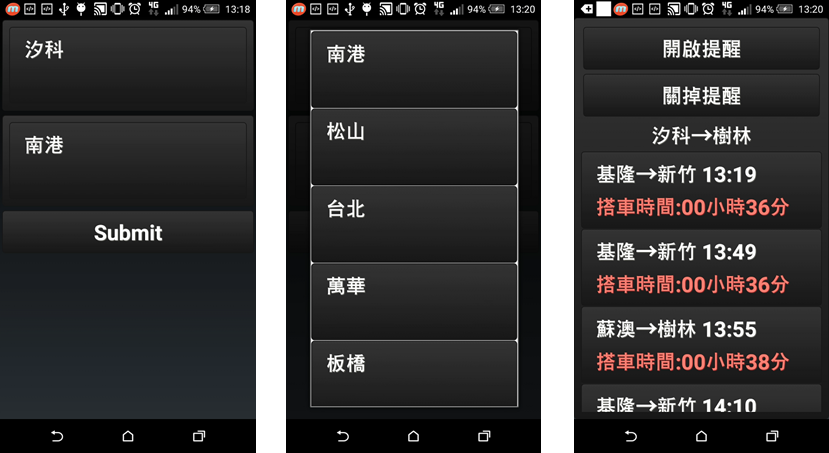 94% 13:18
汐科
南港
Submit
4G 94% 13:20
南港
松山
台北
萬華
板橋
4G 94% 13:20
開啟提醒
關掉提醒
汐科→樹林
基隆→新竹 13:19
搭車時間:00小時36分
基隆→新竹 13:49
搭車時間:00小時36分
蘇澳→樹林 13:55
搭車時間:00小時38分
基隆→新竹 14:10